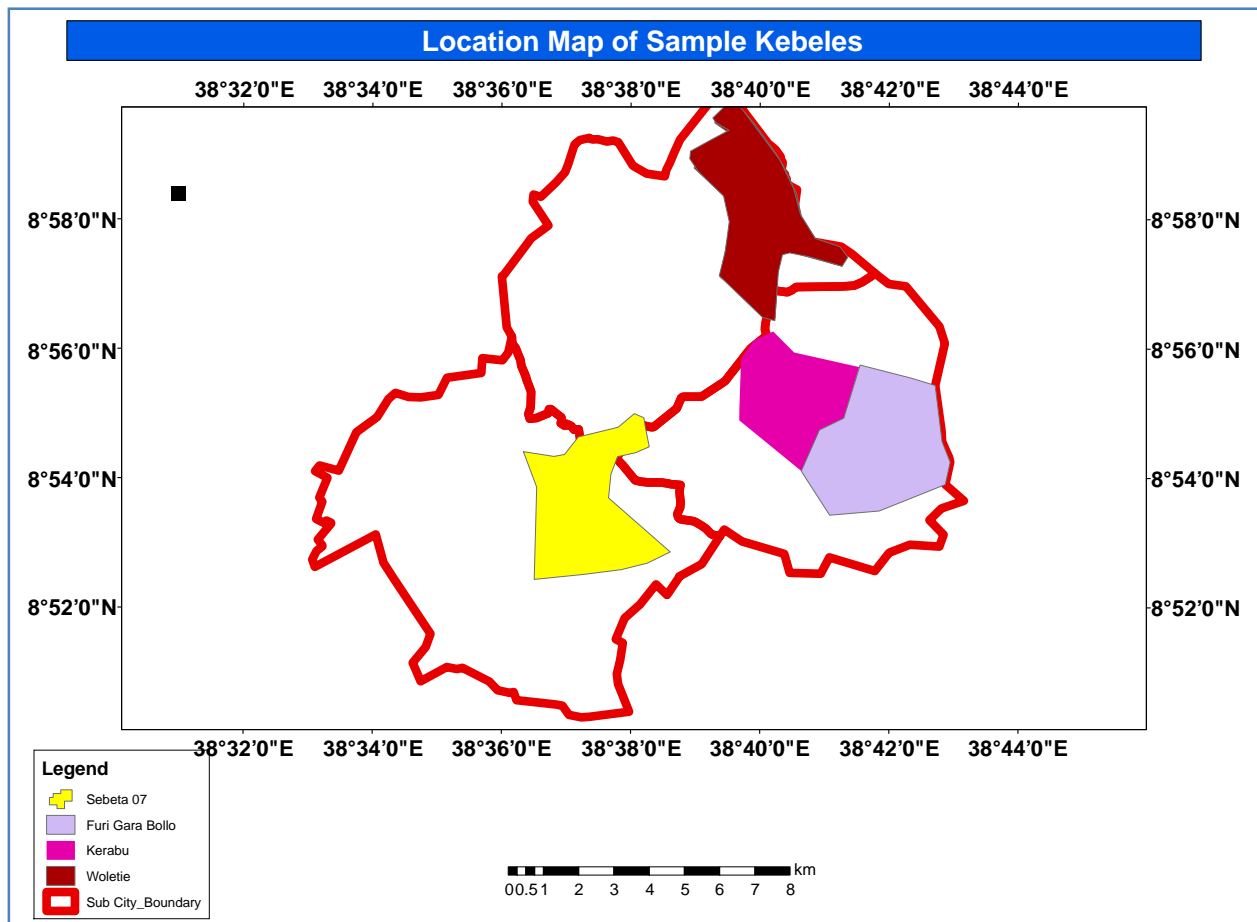 Location Map of Sample Kebeles
38°32'0"E 38°34'0"E 38°36'0"E 38°38'0"E 38°40'0"E 38°42'0"E 38°44'0"E
8°58'0"N 8°58'0"N
8°56'0"N 8°56'0"N
8°54'0"N 8°54'0"N
8°52'0"N 8°52'0"N
38°32'0"E 38°34'0"E 38°36'0"E 38°38'0"E 38°40'0"E 38°42'0"E 38°44'0"E
Legend
Sebeta 07
Furi Gara Bollo
Kerabu
Woletie
Sub City_Boundary
km
0 0.5 1 2 3 4 5 6 7 8